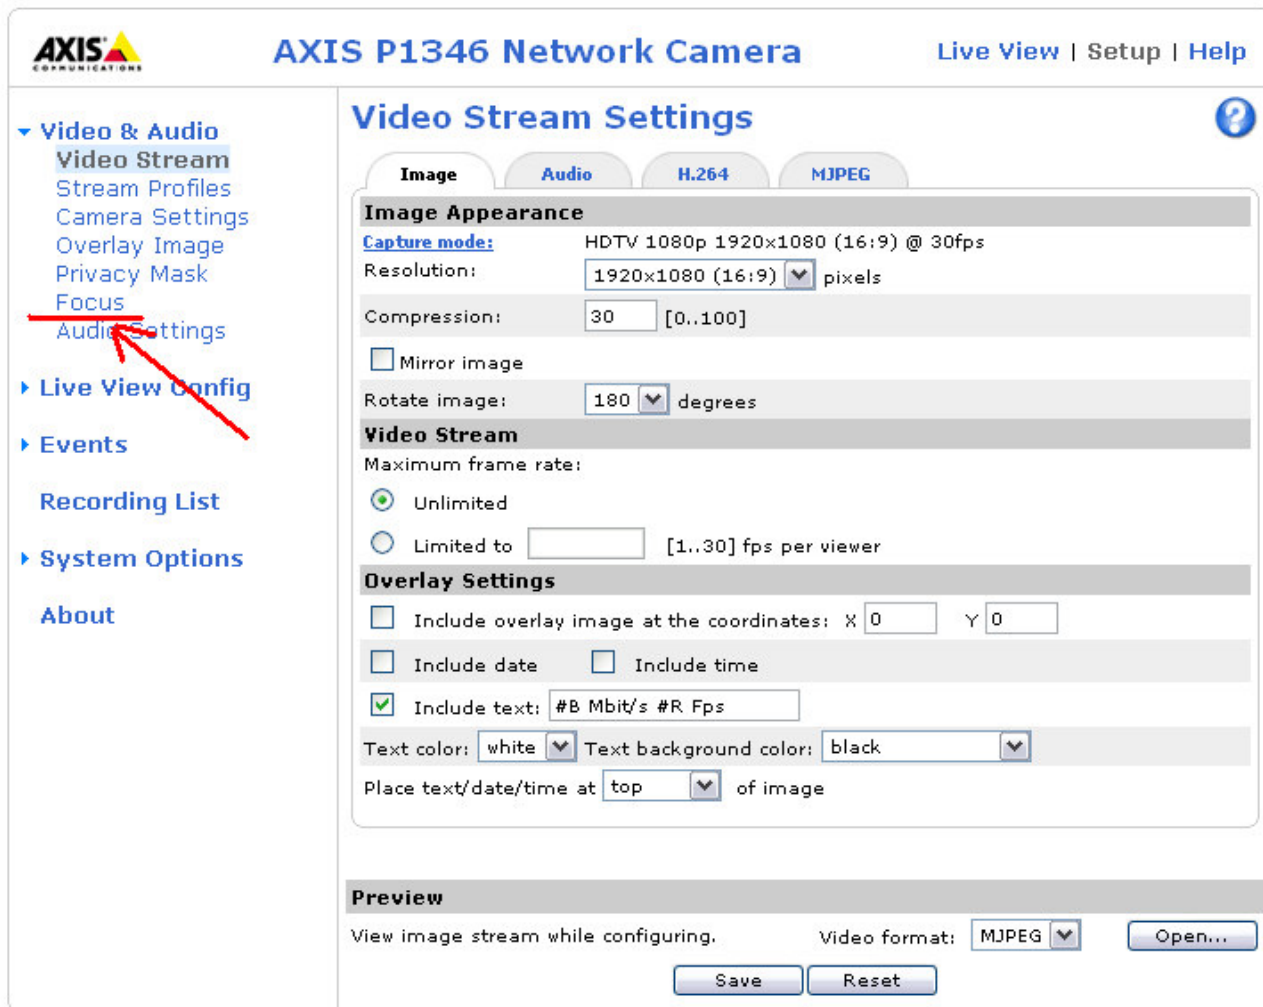 AXIS
COMMUNICATIONS
AXIS P1346 Network Camera
Live View | Setup | Help
Video & Audio
Video Stream
Stream Profiles
Camera Settings
Overlay Image
Privacy Mask
Focus
Audio Settings
Live View Config
Events
Recording List
System Options
About
Video Stream Settings
?
Image Audio H.264 MJPEG
Image Appearance
Capture mode: HDTV 1080p 1920x1080 (16:9) @ 30fps
Resolution: 1920x1080 (16:9) pixels
Compression: 30 [0..100]
Mirror image
Rotate image: 180 degrees
Video Stream
Maximum frame rate:
Unlimited
Limited to [1..30] fps per viewer
Overlay Settings
Include overlay image at the coordinates: X 0 Y 0
Include date Include time
Include text: #B Mbit/s #R Fps
Text color: white Text background color: black
Place text/date/time at top of image
Preview
View image stream while configuring. Video format: MJPEG Open...
Save Reset